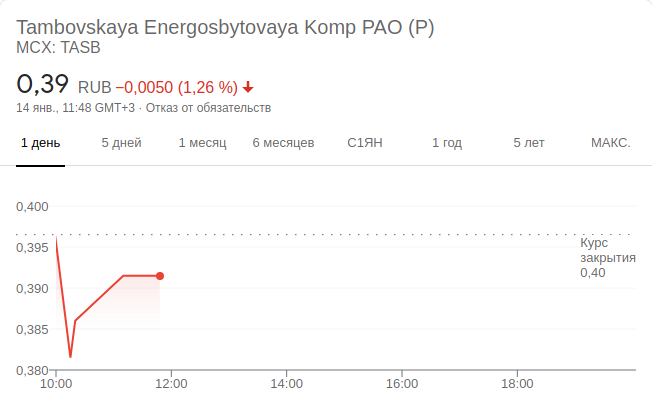 Tambovskaya Energosbytovaya Komp PAO (P)
MCX: TASB
0,39 RUB −0,0050 (1,26 %)
14 янв., 11:48 GMT+3 · Отказ от обязательств
1 день 5 дней 1 месяц 6 месяцев С1ЯН 1 год 5 лет МАКС.
0,400
0,395
0,390
0,385
0,380
Курс
закрытия
0,40
10:00 12:00 14:00 16:00 18:00